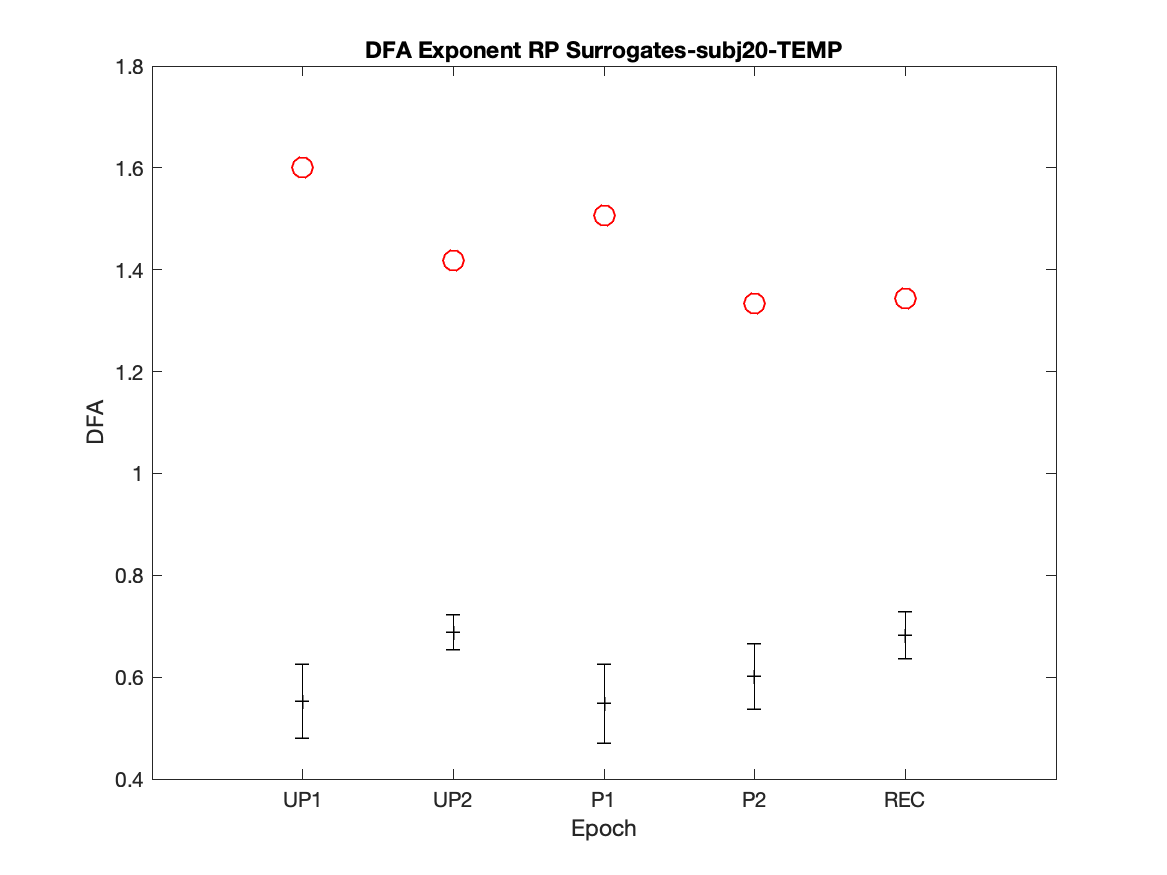 DFA Exponent RP Surrogates-subj20-TEMP
1.8
1.6
1.4
1.2
1
0.8
0.6
0.4
DFA
UP1 UP2 P1 P2 REC
Epoch